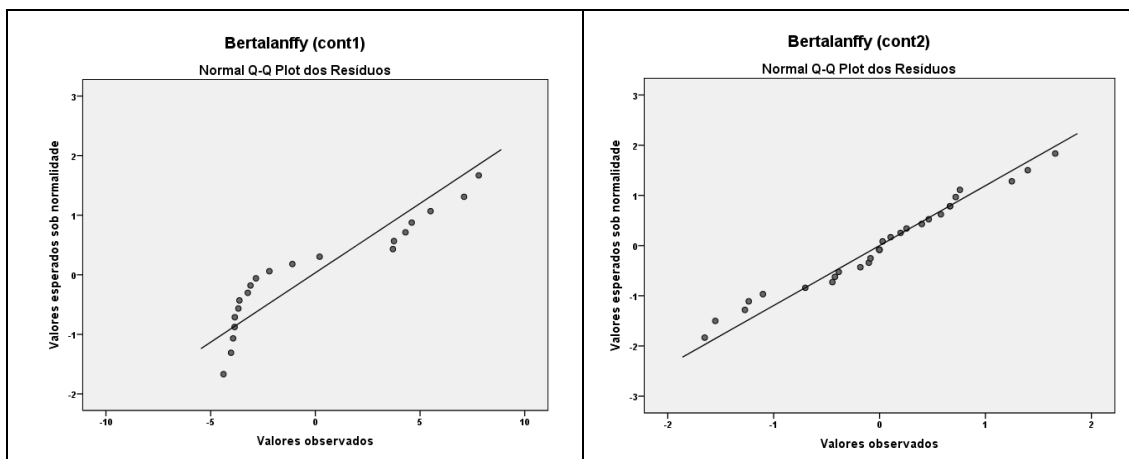 Bertalanffy (cont1)
Normal Q-Q Plot dos Resíduos
Valores esperados sob normalidade
3
2
1
0
-1
-2
-10
-5
0
5
10
Valores observados
Bertalanffy (cont2)
Normal Q-Q Plot dos Resíduos
Valores esperados sob normalidade
3
2
1
0
-1
-2
-3
-2
-1
0
1
2
Valores observados